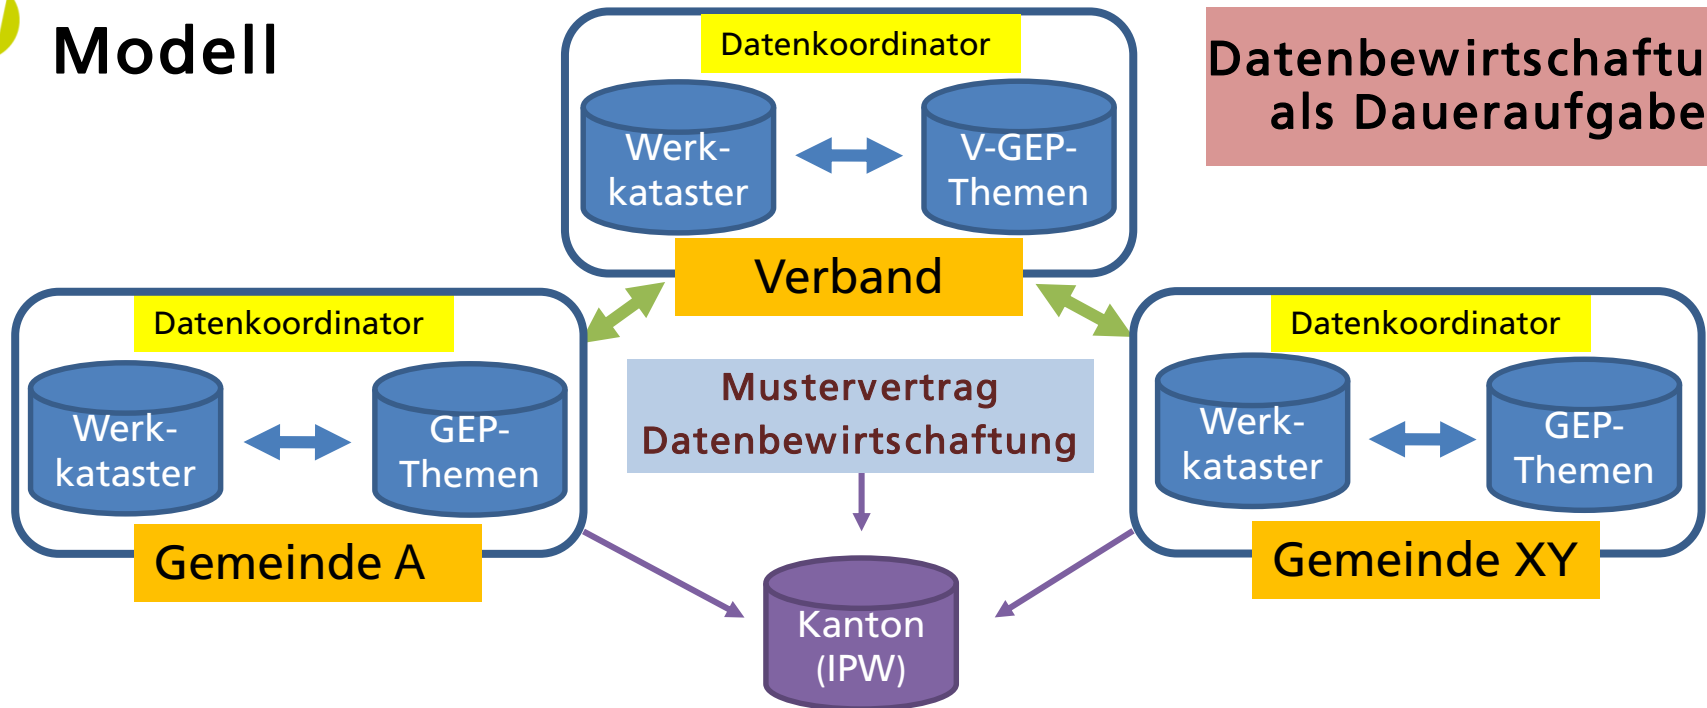 Modell
Datenkoordinator
Werk-
kataster
V-GEP-
Themen
Verband
Datenbewirtschaftu
als Daueraufgabe
Datenkoordinator
Werk-
kataster
GEP-
Themen
Gemeinde A
Mustervertrag
Datenbewirtschaftung
Datenkoordinator
Werk-
kataster
GEP-
Themen
Gemeinde XY
Kanton
(IPW)